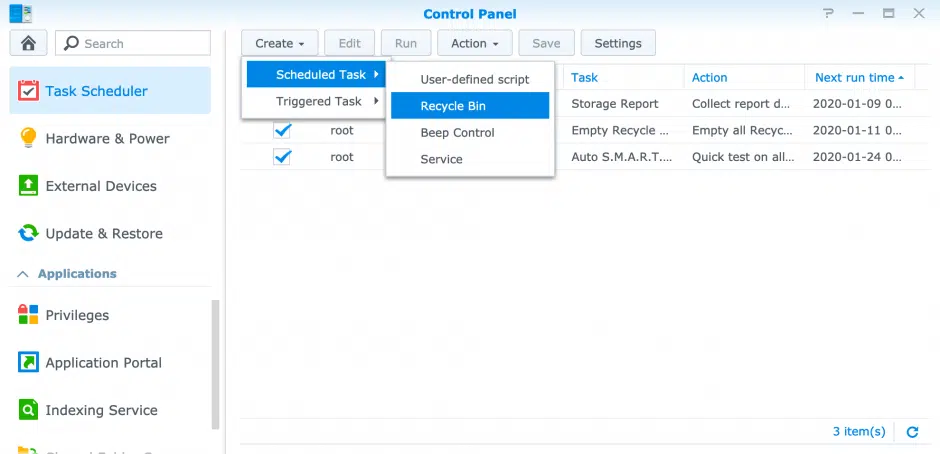 Control Panel
Search
Create
Edit
Run
Action
Save
Settings
Task Scheduler
Hardware & Power
External Devices
Update & Restore
Applications
Privileges
Application Portal
Indexing Service
Scheduled Task
Triggered Task
User-defined script
Recycle Bin
Beep Control
Service
Task Action Next run time
Storage Report Collect report d... 2020-01-09 0...
root Empty Recycle ... Empty all Recyc... 2020-01-11 0...
root Auto S.M.A.R.T.... Quick test on all... 2020-01-24 0...
3 item(s)